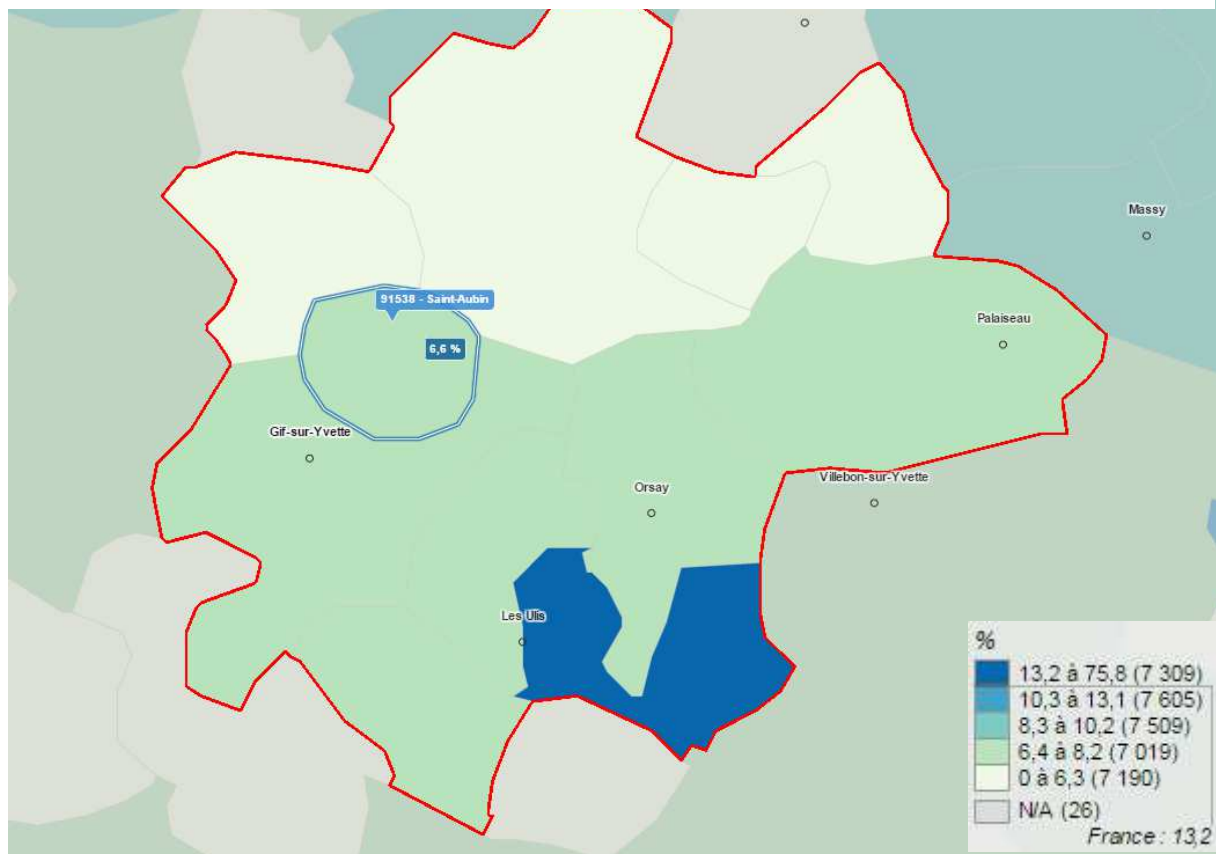 Massy
91538 - Saint-Aubin
Palaiseau
6,6 %
Gif-sur-Yvette
Villebon-sur-Yvette
Orsay
Les Ulis
%
13,2 à 75,8 (7 309)
10,3 à 13,1 (7 605)
8,3 à 10,2 (7 509)
6,4 à 8,2 (7 019)
0 à 6,3 (7 190)
N/A (26)
France : 13,2